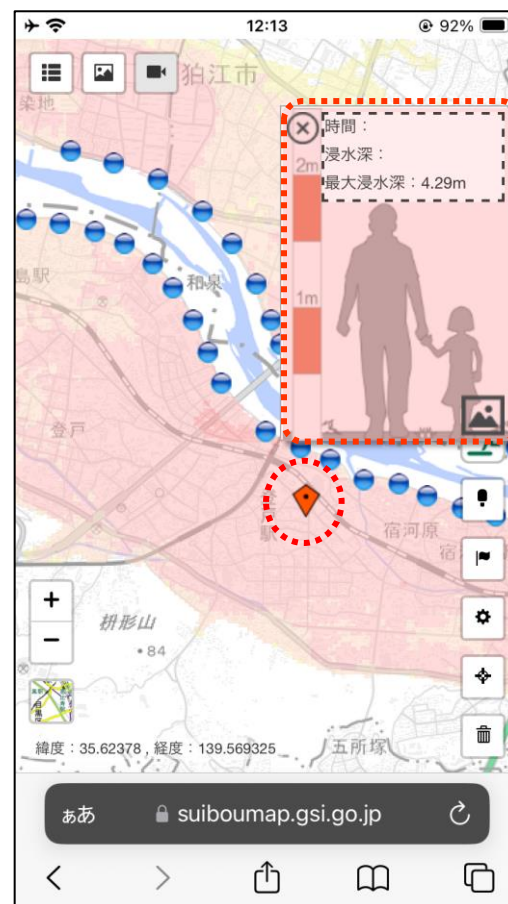 12:13
92%
狛江市
染地
時間：
浸水深：
最大浸水深：4.29m
2m
1m
和泉
島駅
登戸
宿河原
宿
枡形山
・84
緯度：35.62378 , 経度：139.569325
五所塚
ぁあ
suiboumap.gsi.go.jp